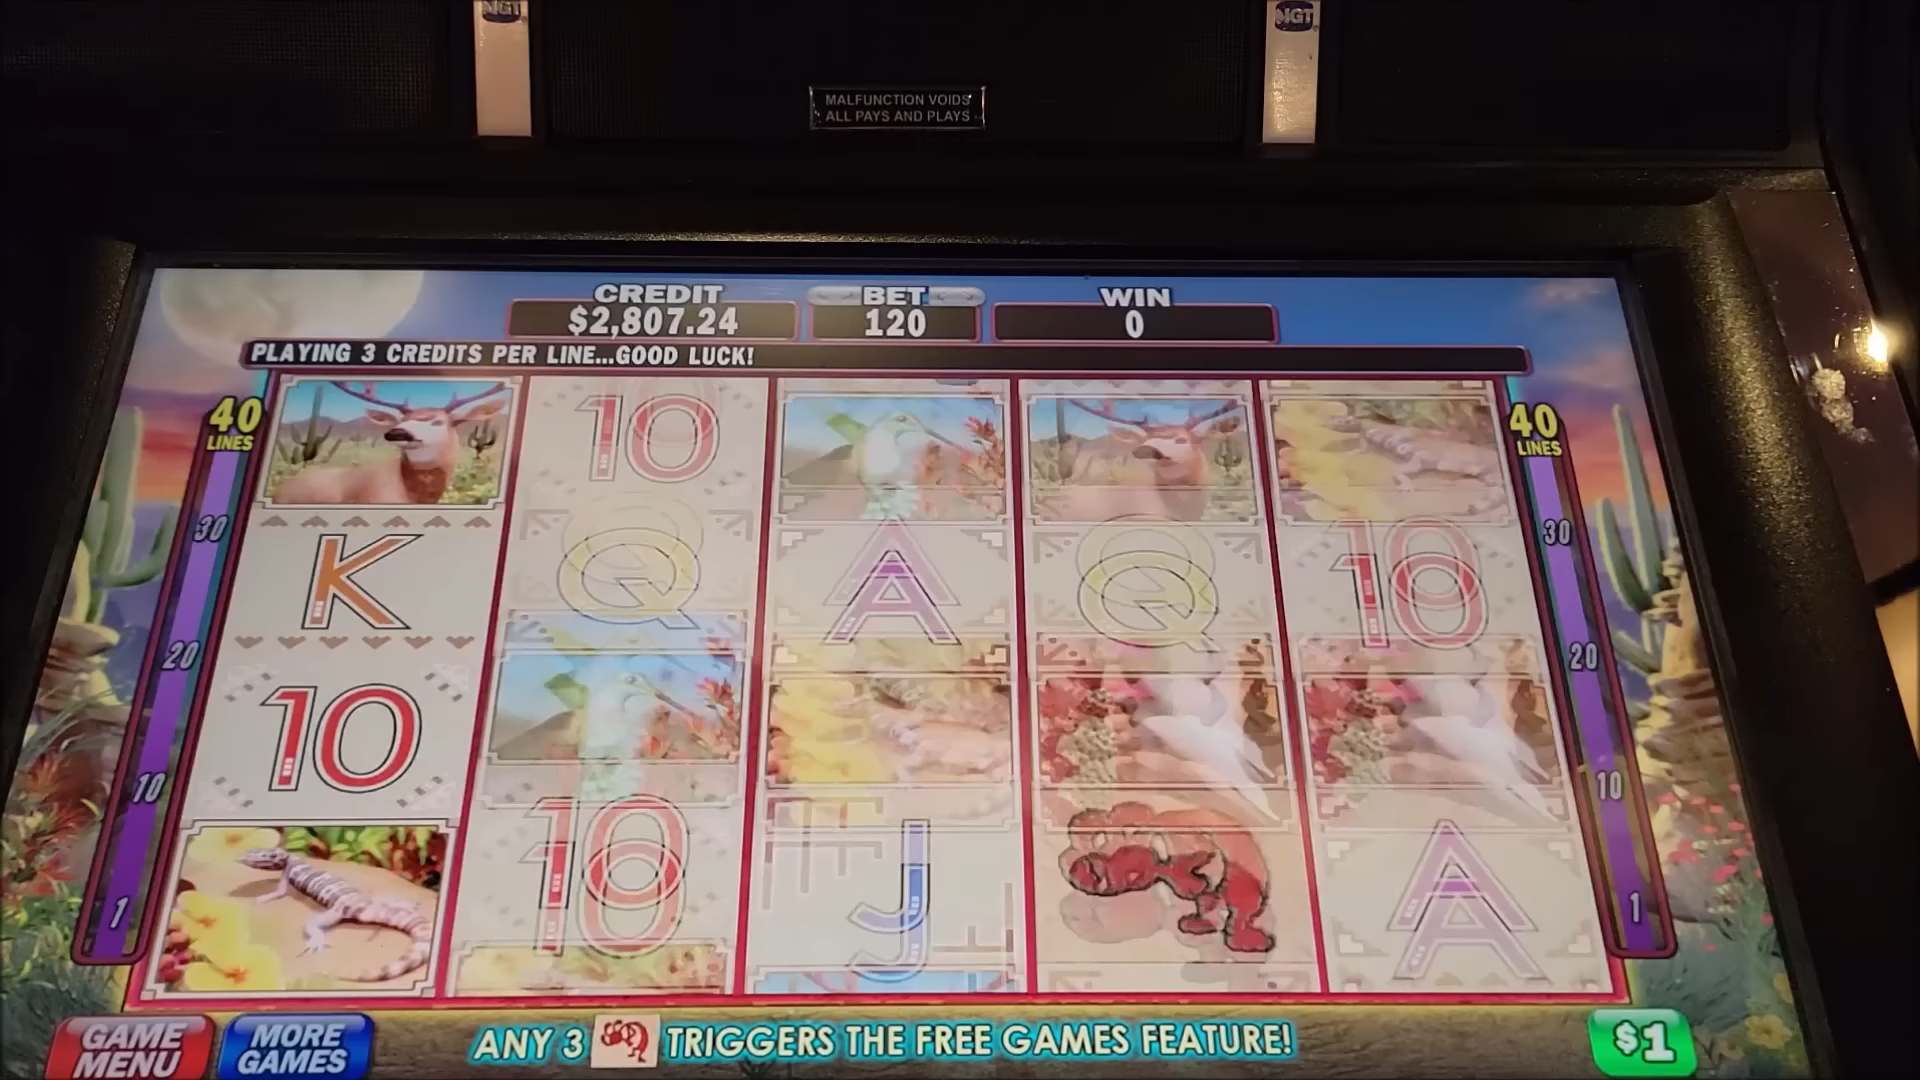 IGT
IGT
MALFUNCTION VOIDS
ALL PAYS AND PLAYS
CREDIT
BET
WIN
$2,807.24
120
0
PLAYING 3 CREDITS PER LINE...GOOD LUCK!
40
LINES
30
20
10
1
40
LINES
30
20
10
1
10
K
Q
A
Q
10
10
10
J
A
GAME
MENU
MORE
GAMES
ANY 3 TRIGGERS THE FREE GAMES FEATURE!
$1